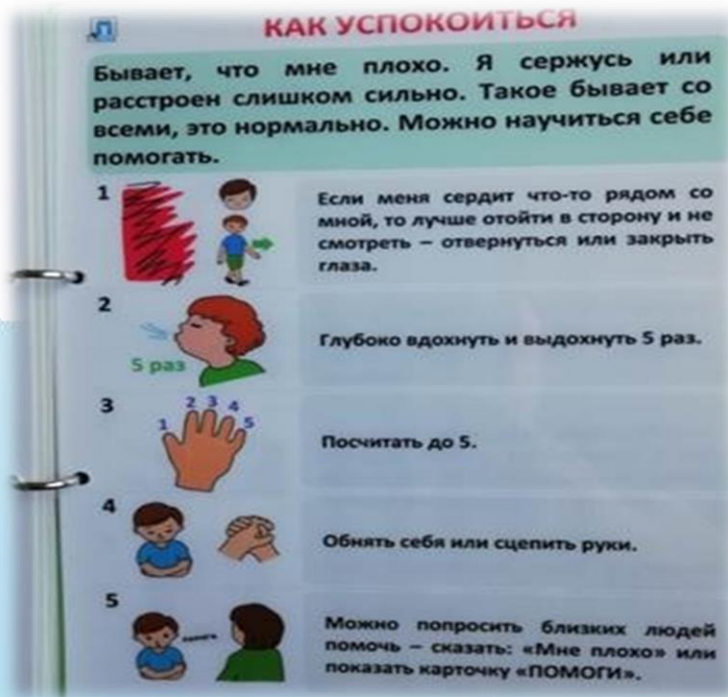 КАК УСПОКОИТЬСЯ
Бывает, что мне плохо. Я сержусь или
расстроен слишком сильно. Такое бывает со
всеми, это нормально. Можно научиться себе
помогать.
1
Если меня сердит что-то рядом со
мной, то лучше отойти в сторону и не
смотреть – отвернуться или закрыть
глаза.
2
5 раз
Глубоко вдохнуть и выдохнуть 5 раз.
3
1 2 3 4 5
Посчитать до 5.
4
Обнять себя или сцепить руки.
5
Можно попросить близких людей
помочь – сказать: «Мне плохо» или
показать карточку «ПОМОГИ».